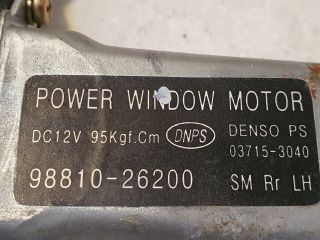 POWER WINDOW MOTOR
DC12V 95Kgf.Cm DNPS DENSO PS
03715-3040
98810-26200 SM Rr LH